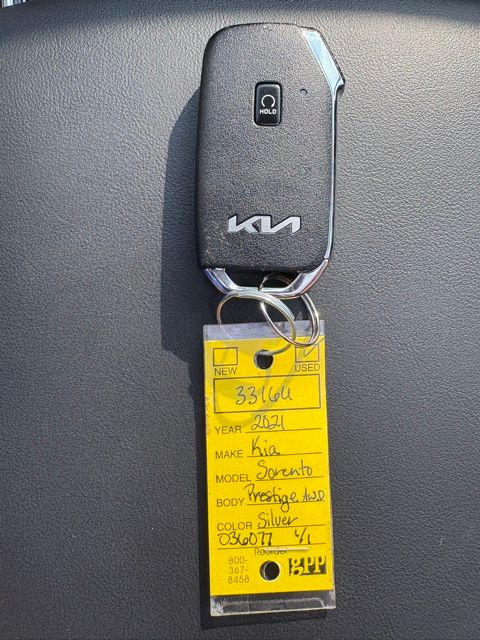 HOLD
KIA
NEW USED
3316U
YEAR 2021
MAKE Kia
MODEL Sorento
BODY Prestige AWD
COLOR Silver
036077 4/1
Reorder
800-
367-
8458
gpp